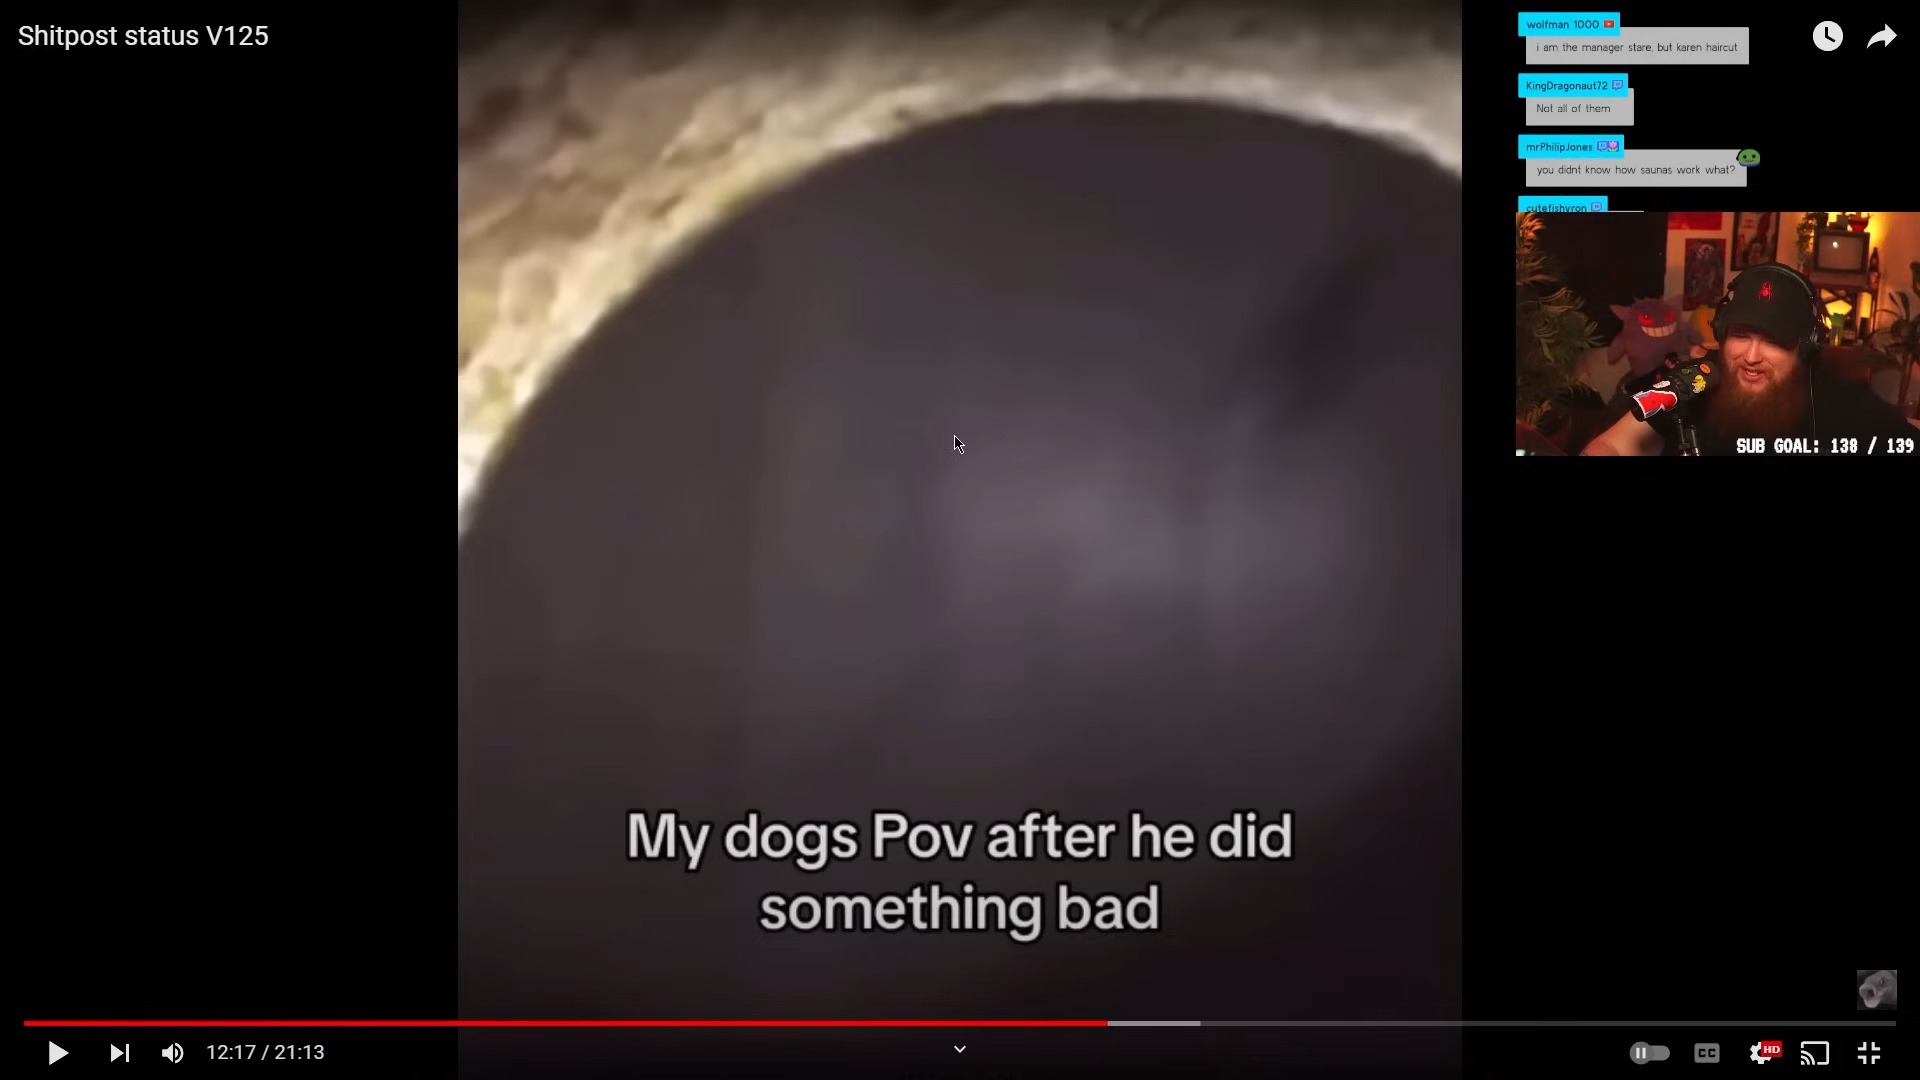 Shitpost status V125
wolfman 1000
i am the manager stare, but karen haircut
KingDragonaut72
Not all of them
mrPhilipJones
you didnt know how saunas work what?
cutefishyron
SUB GOAL: 138 / 139
My dogs Pov after he did
something bad
12:17 / 21:13
CC
HD